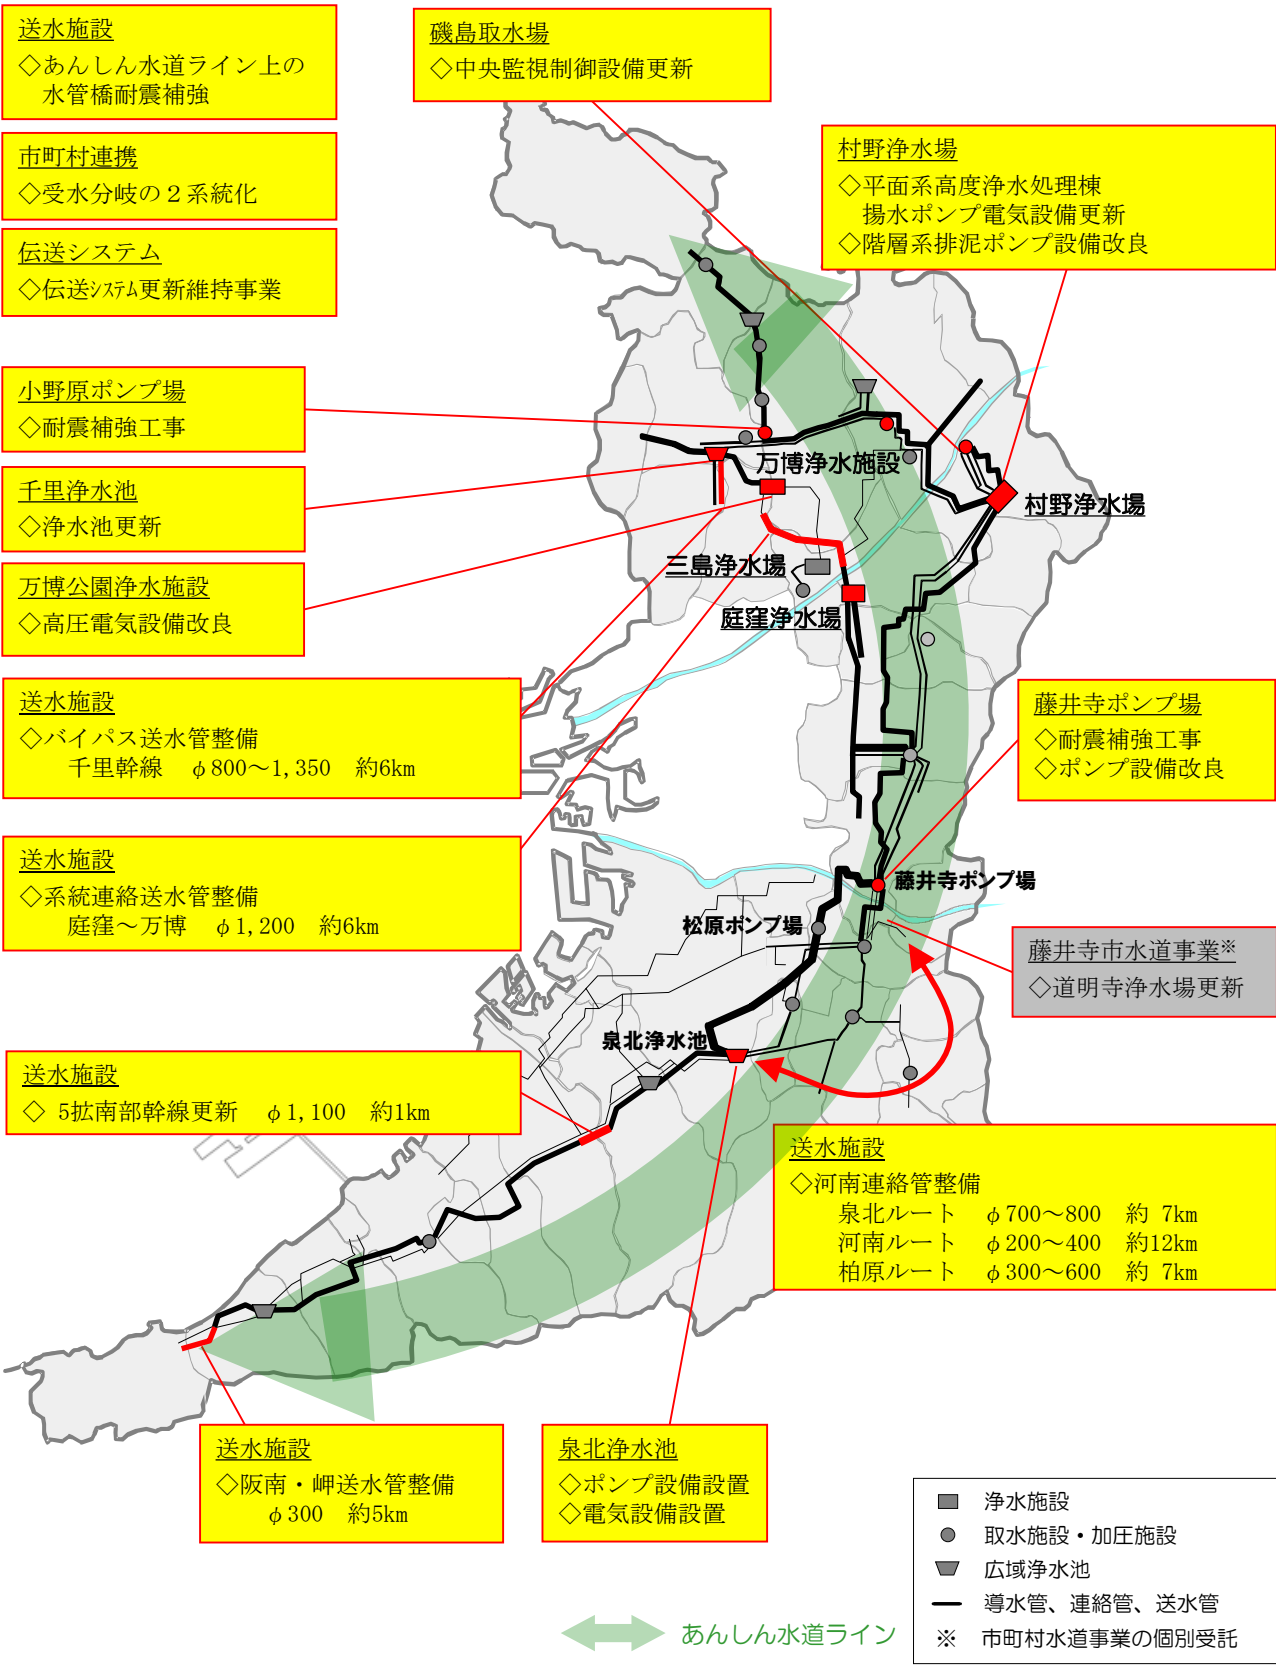 送水施設
◇あんしん水道ライン上の
水管橋耐震補強
市町村連携
◇受水分岐の２系統化
伝送システム
◇伝送ｼｽﾃﾑ更新維持事業
磯島取水場
◇中央監視制御設備更新
村野浄水場
◇平面系高度浄水処理棟
揚水ポンプ電気設備更新
◇階層系排泥ポンプ設備改良
小野原ポンプ場
◇耐震補強工事
千里浄水池
◇浄水池更新
万博公園浄水施設
◇高圧電気設備改良
万博浄水施設
村野浄水場
三島浄水場
庭窪浄水場
送水施設
◇バイパス送水管整備
千里幹線　φ800～1,350　約6km
送水施設
◇系統連絡送水管整備
庭窪～万博　φ1,200　約6km
藤井寺ポンプ場
◇耐震補強工事
◇ポンプ設備改良
藤井寺ポンプ場
松原ポンプ場
藤井寺市水道事業※
◇道明寺浄水場更新
泉北浄水池
送水施設
◇ 5拡南部幹線更新　φ1,100　約1km
送水施設
◇河南連絡管整備
泉北ルート　φ700～800　約 7km
河南ルート　φ200～400　約12km
柏原ルート　φ300～600　約 7km
送水施設
◇阪南・岬送水管整備
φ300　約5km
泉北浄水池
◇ポンプ設備設置
◇電気設備設置
浄水施設
取水施設・加圧施設
広域浄水池
導水管、連絡管、送水管
※　市町村水道事業の個別受託
あんしん水道ライン